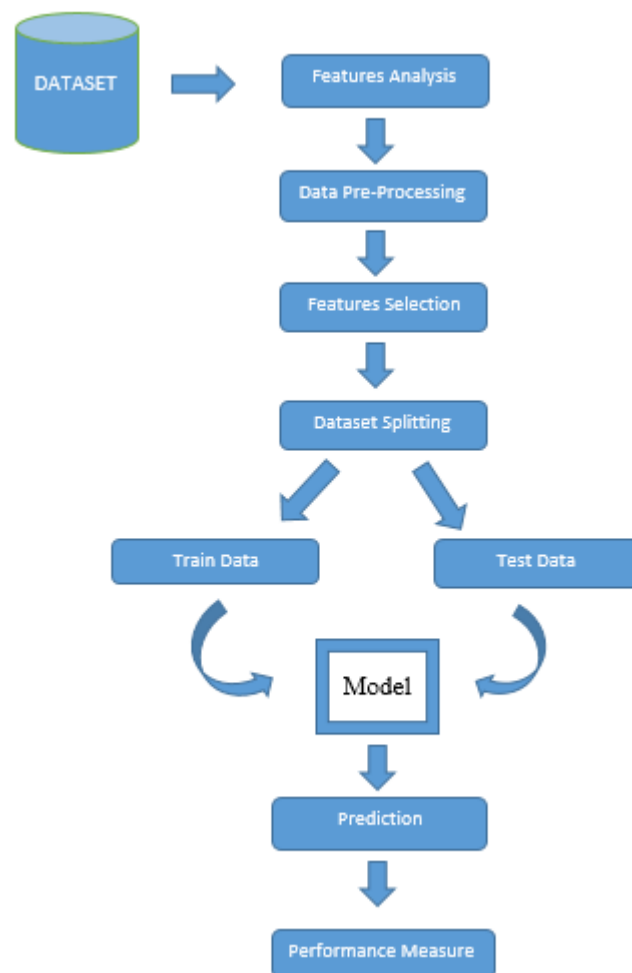 DATASET
Features Analysis
Data Pre-Processing
Features Selection
Dataset Splitting
Train Data
Test Data
Model
Prediction
Performance Measure